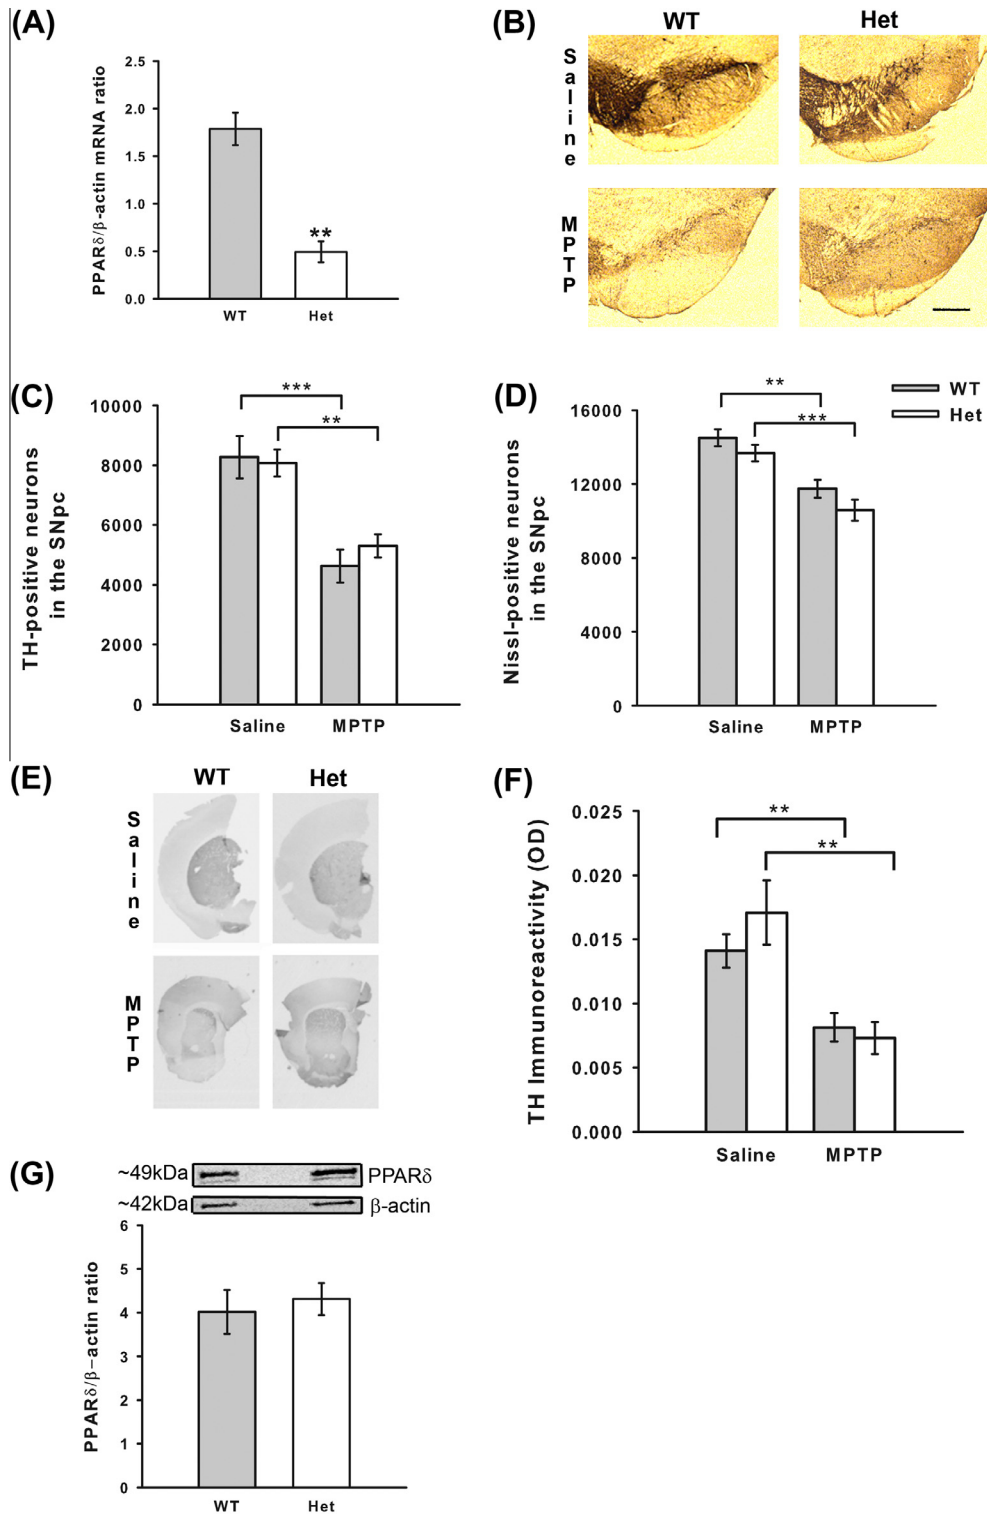 (A)
PPARδ/β-actin mRNA ratio
2.5
2.0
1.5
1.0
0.5
0.0
**
WT
Het
(B)
WT
Het
Saline
MPTP
(C)
TH-positive neurons
in the SNpc
10000
8000
6000
4000
2000
0
***
**
Saline
MPTP
(D)
Nissl-positive neurons
in the SNpc
16000
12000
8000
4000
0
**
***
WT
Het
Saline
MPTP
(E)
WT
Het
Saline
MPTP
(F)
TH Immunoreactivity (OD)
0.025
0.020
0.015
0.010
0.005
0.000
**
**
Saline
MPTP
(G)
~49kDa
PPARδ
~42kDa
β-actin
PPARδ/β−actin ratio
6
5
4
3
2
1
0
WT
Het